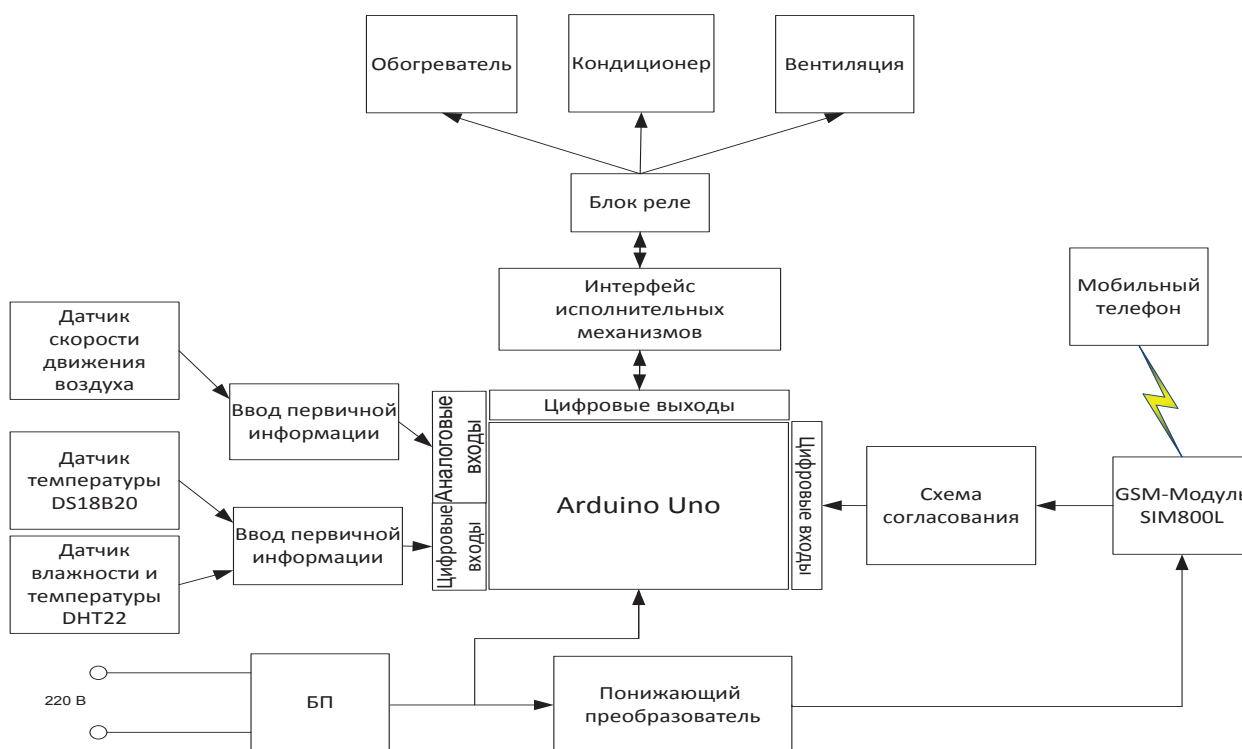 Обогреватель
Кондиционер
Вентиляция
Блок реле
Интерфейс
исполнительных
механизмов
Мобильный
телефон
Датчик
скорости
движения
воздуха
Ввод первичной
информации
Аналоговые
входы
Цифровые выходы
Датчик
температуры
DS18B20
Ввод первичной
информации
Цифровые
входы
Arduino Uno
Цифровые входы
Схема
согласования
GSM-Модуль
SIM800L
Датчик
влажности и
температуры
DHT22
220 В
БП
Понижающий
преобразователь